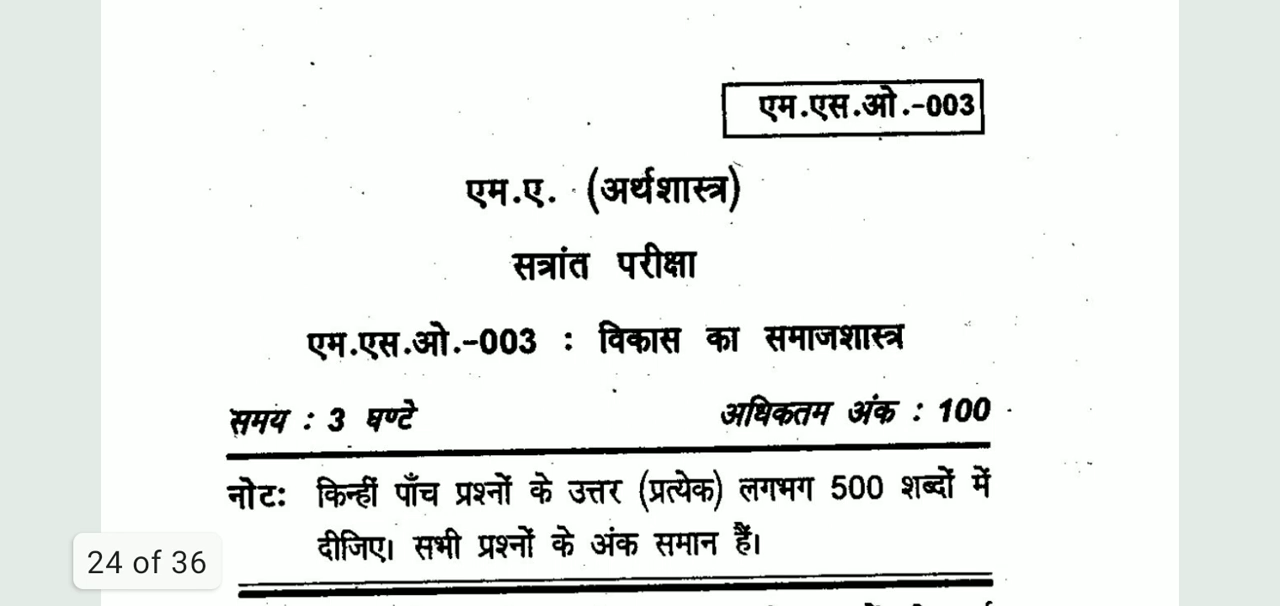 एम.एस.ओ.-003
एम.ए. (अर्थशास्त्र)
सत्रांत परीक्षा
एम.एस.ओ.-003 : विकास का समाजशास्त्र
समय : 3 घण्टे अधिकतम अंक : 100
नोट: किन्हीं पाँच प्रश्नों के उत्तर (प्रत्येक) लगभग 500 शब्दों में
दीजिए। सभी प्रश्नों के अंक समान हैं।
24 of 36